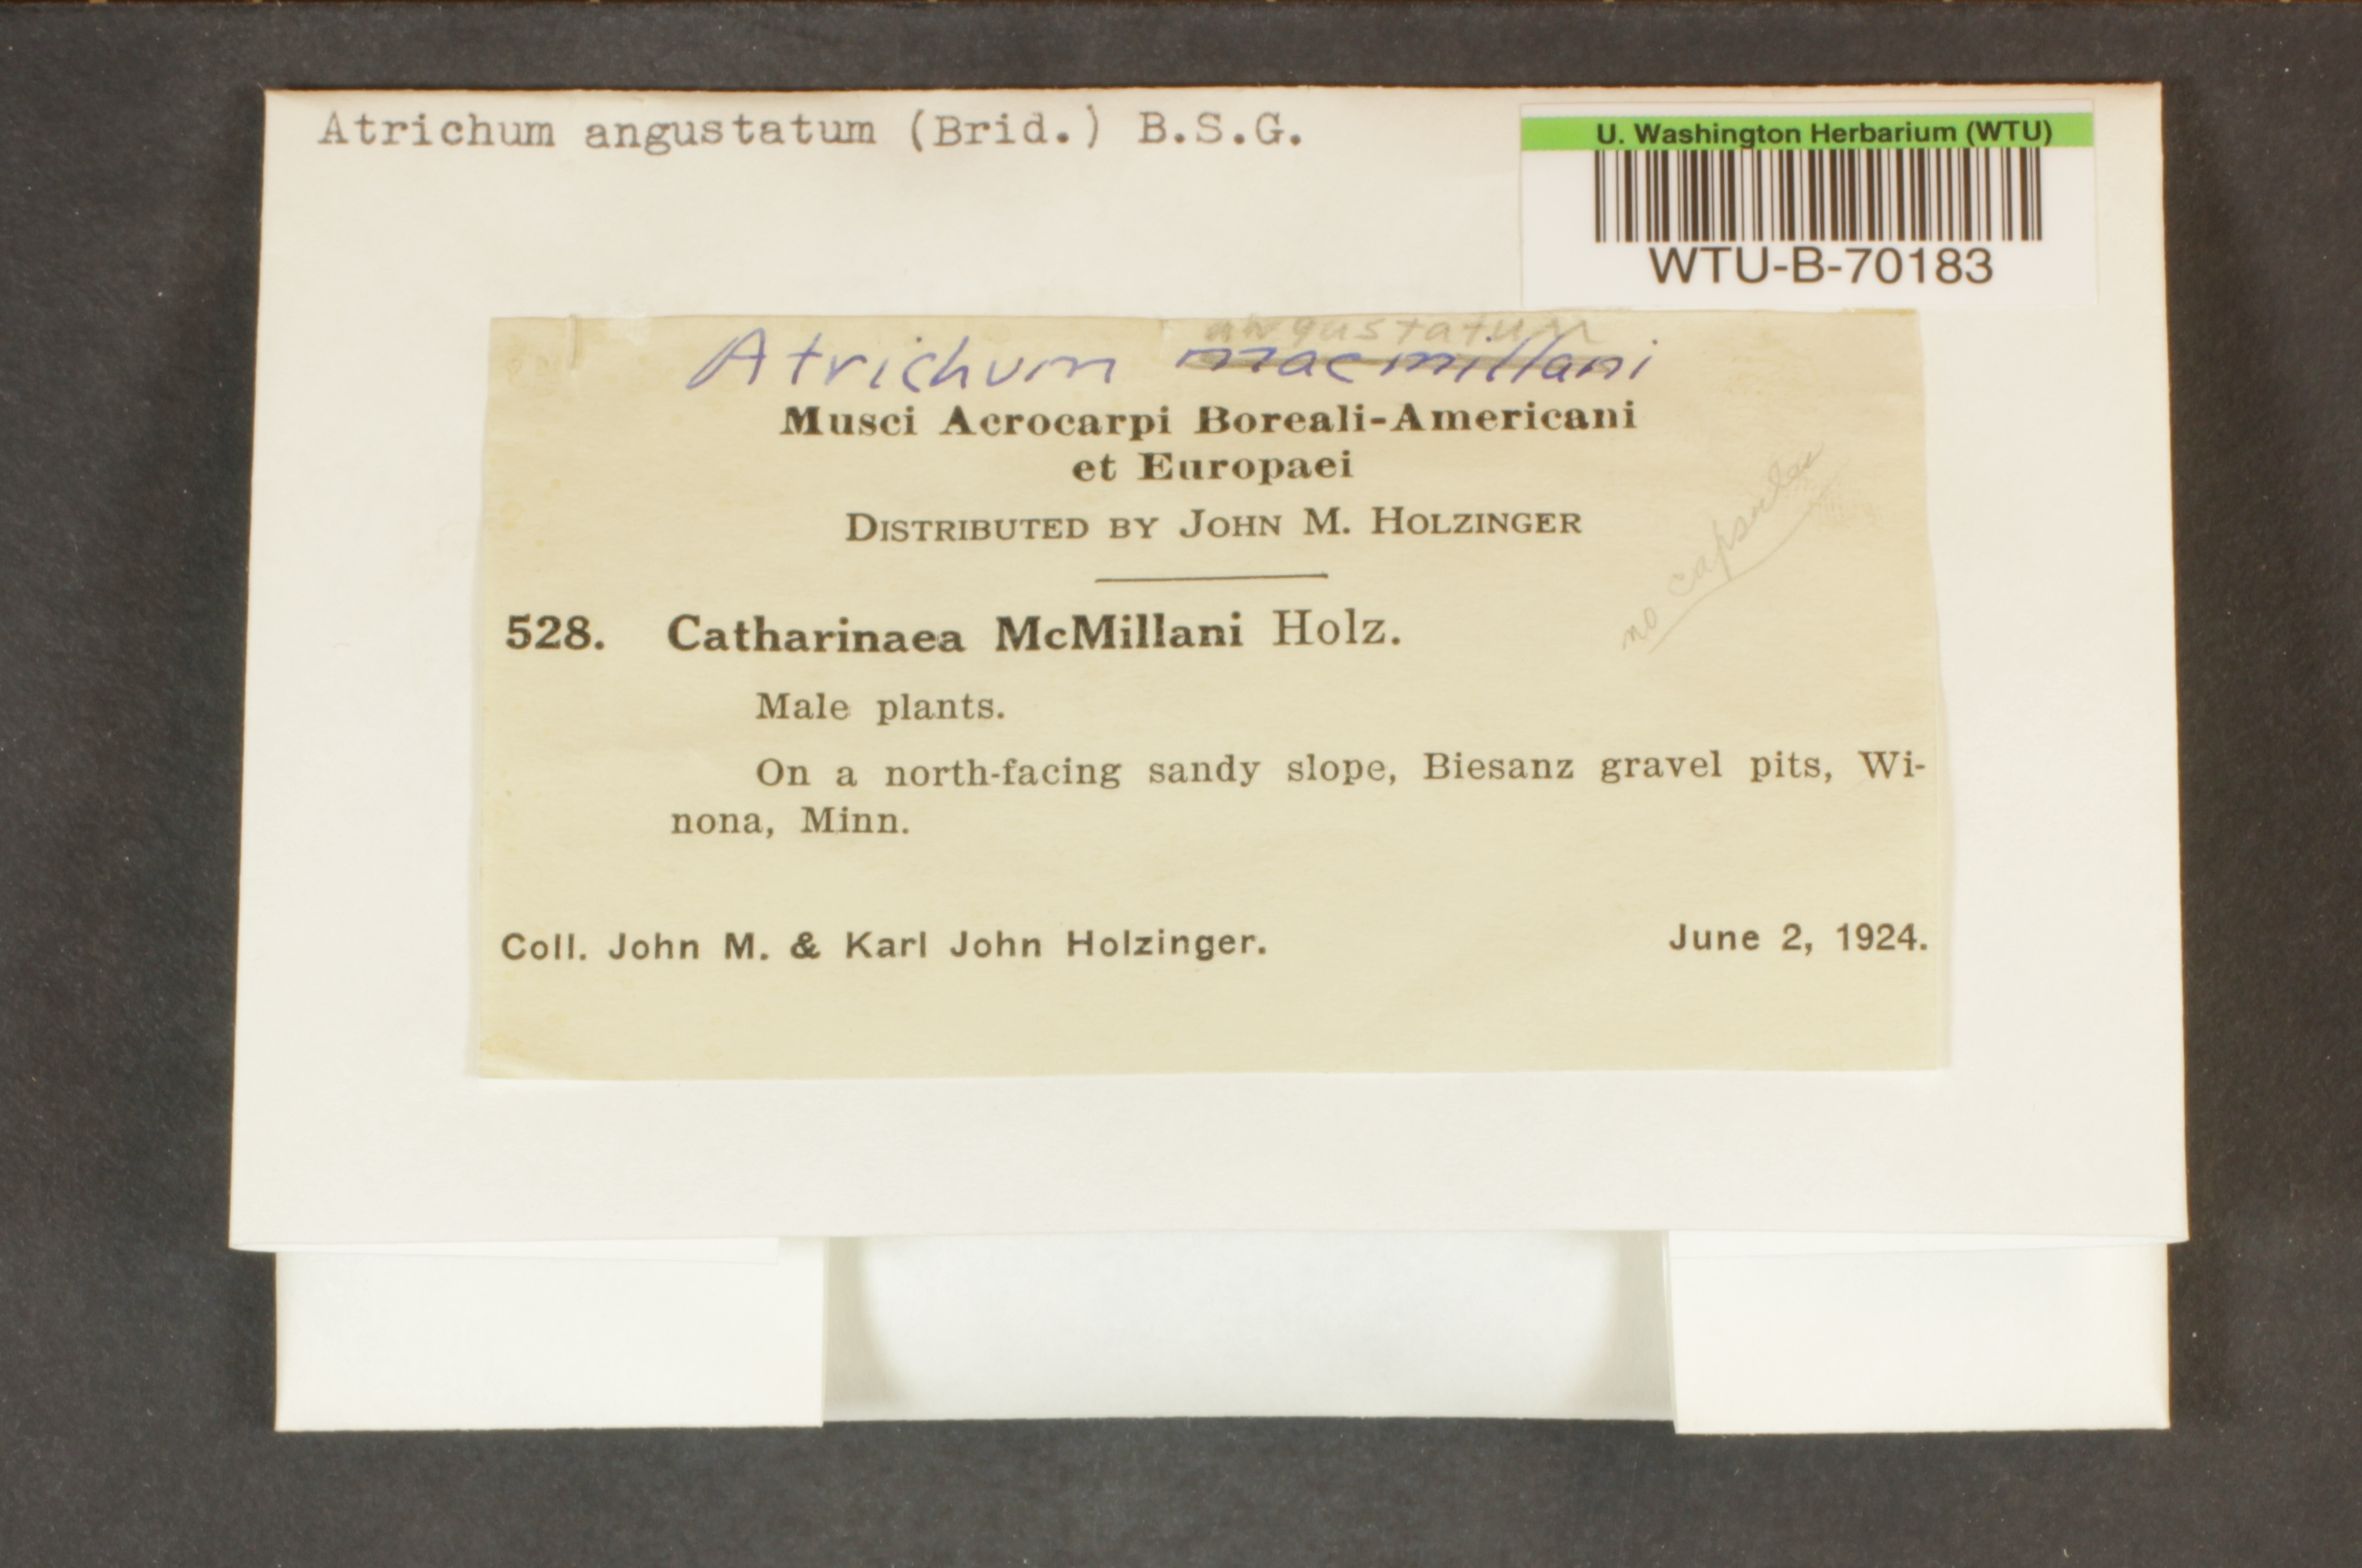 Atrichum angustatum (Brid.) B.S.G.
U. Washington Herbarium (WTU)
WTU-B-70183
angustatum
Atrichum macmillani
Musci Acrocarpi Boreali-Americani
et Europaei
DISTRIBUTED BY JOHN M. HOLZINGER
no capsules
528. Catharinaea McMillani Holz.
Male plants.
On a north-facing sandy slope, Biesanz gravel pits, Wi-
nona, Minn.
Coll. John M. & Karl John Holzinger. June 2, 1924.